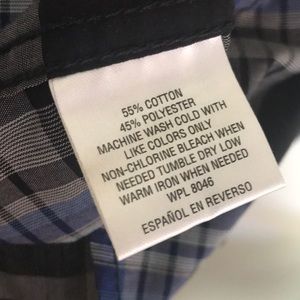 55% COTTON
45% POLYESTER
MACHINE WASH COLD WITH
LIKE COLORS ONLY
NON-CHLORINE BLEACH WHEN
NEEDED TUMBLE DRY LOW
WARM IRON WHEN NEEDED
WPL 8046
ESPAÑOL EN REVERSO